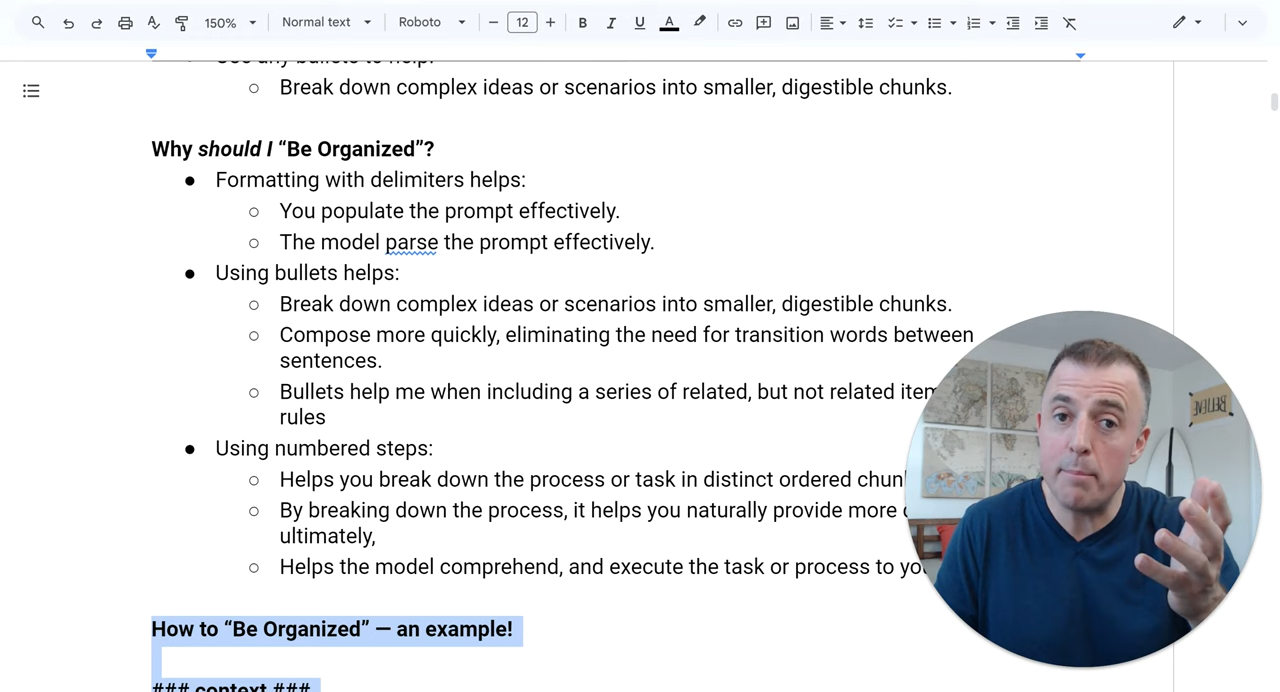 150%
Normal text
Roboto
12
B I U A
Use any bullets to help:
Break down complex ideas or scenarios into smaller, digestible chunks.
Why should I “Be Organized”?
Formatting with delimiters helps:
You populate the prompt effectively.
The model parse the prompt effectively.
Using bullets helps:
Break down complex ideas or scenarios into smaller, digestible chunks.
Compose more quickly, eliminating the need for transition words between
sentences.
Bullets help me when including a series of related, but not related
rules
Using numbered steps:
Helps you break down the process or task in distinct ordered
By breaking down the process, it helps you naturally provide more
ultimately,
Helps the model comprehend, and execute the task or process to
How to “Be Organized” — an example!
### context ###
BELIEVE